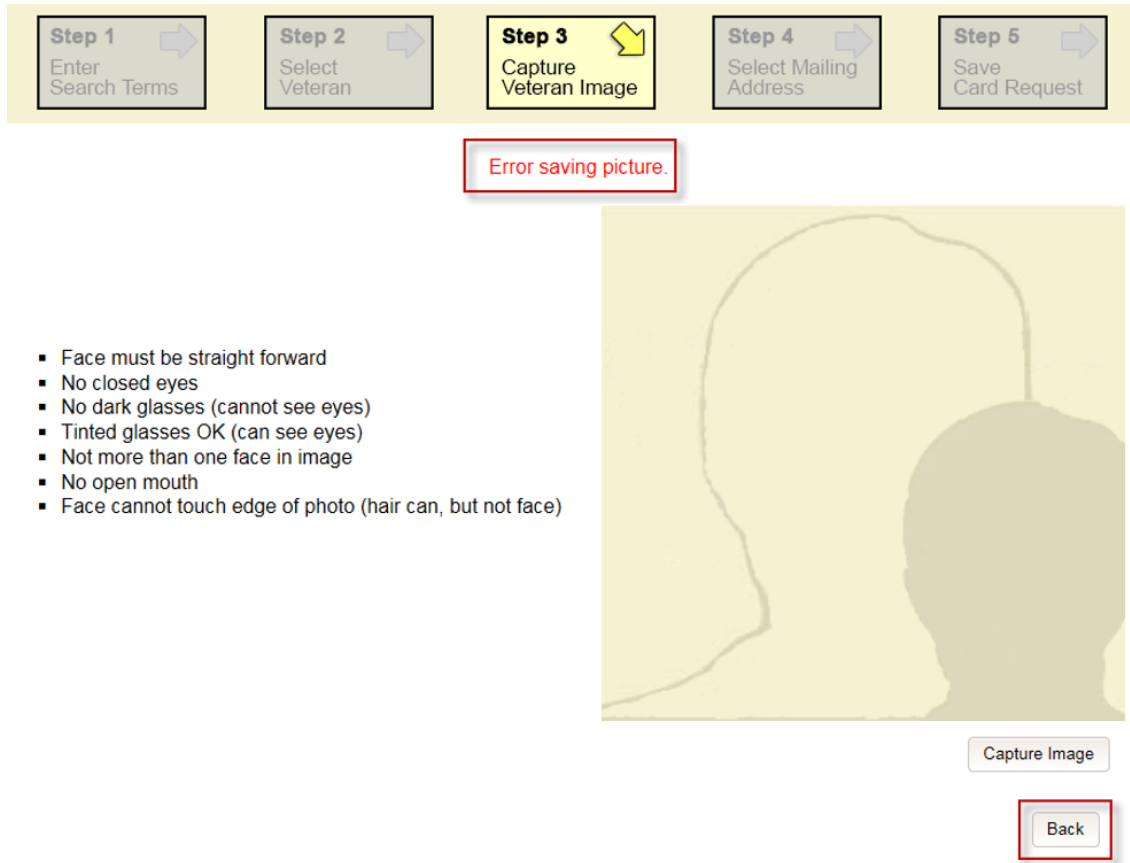 Step 1
Enter
Search Terms
Step 2
Select
Veteran
Step 3
Capture
Veteran Image
Step 4
Select Mailing
Address
Step 5
Save
Card Request
Error saving picture.
▪ Face must be straight forward
▪ No closed eyes
▪ No dark glasses (cannot see eyes)
▪ Tinted glasses OK (can see eyes)
▪ Not more than one face in image
▪ No open mouth
▪ Face cannot touch edge of photo (hair can, but not face)
Capture Image
Back